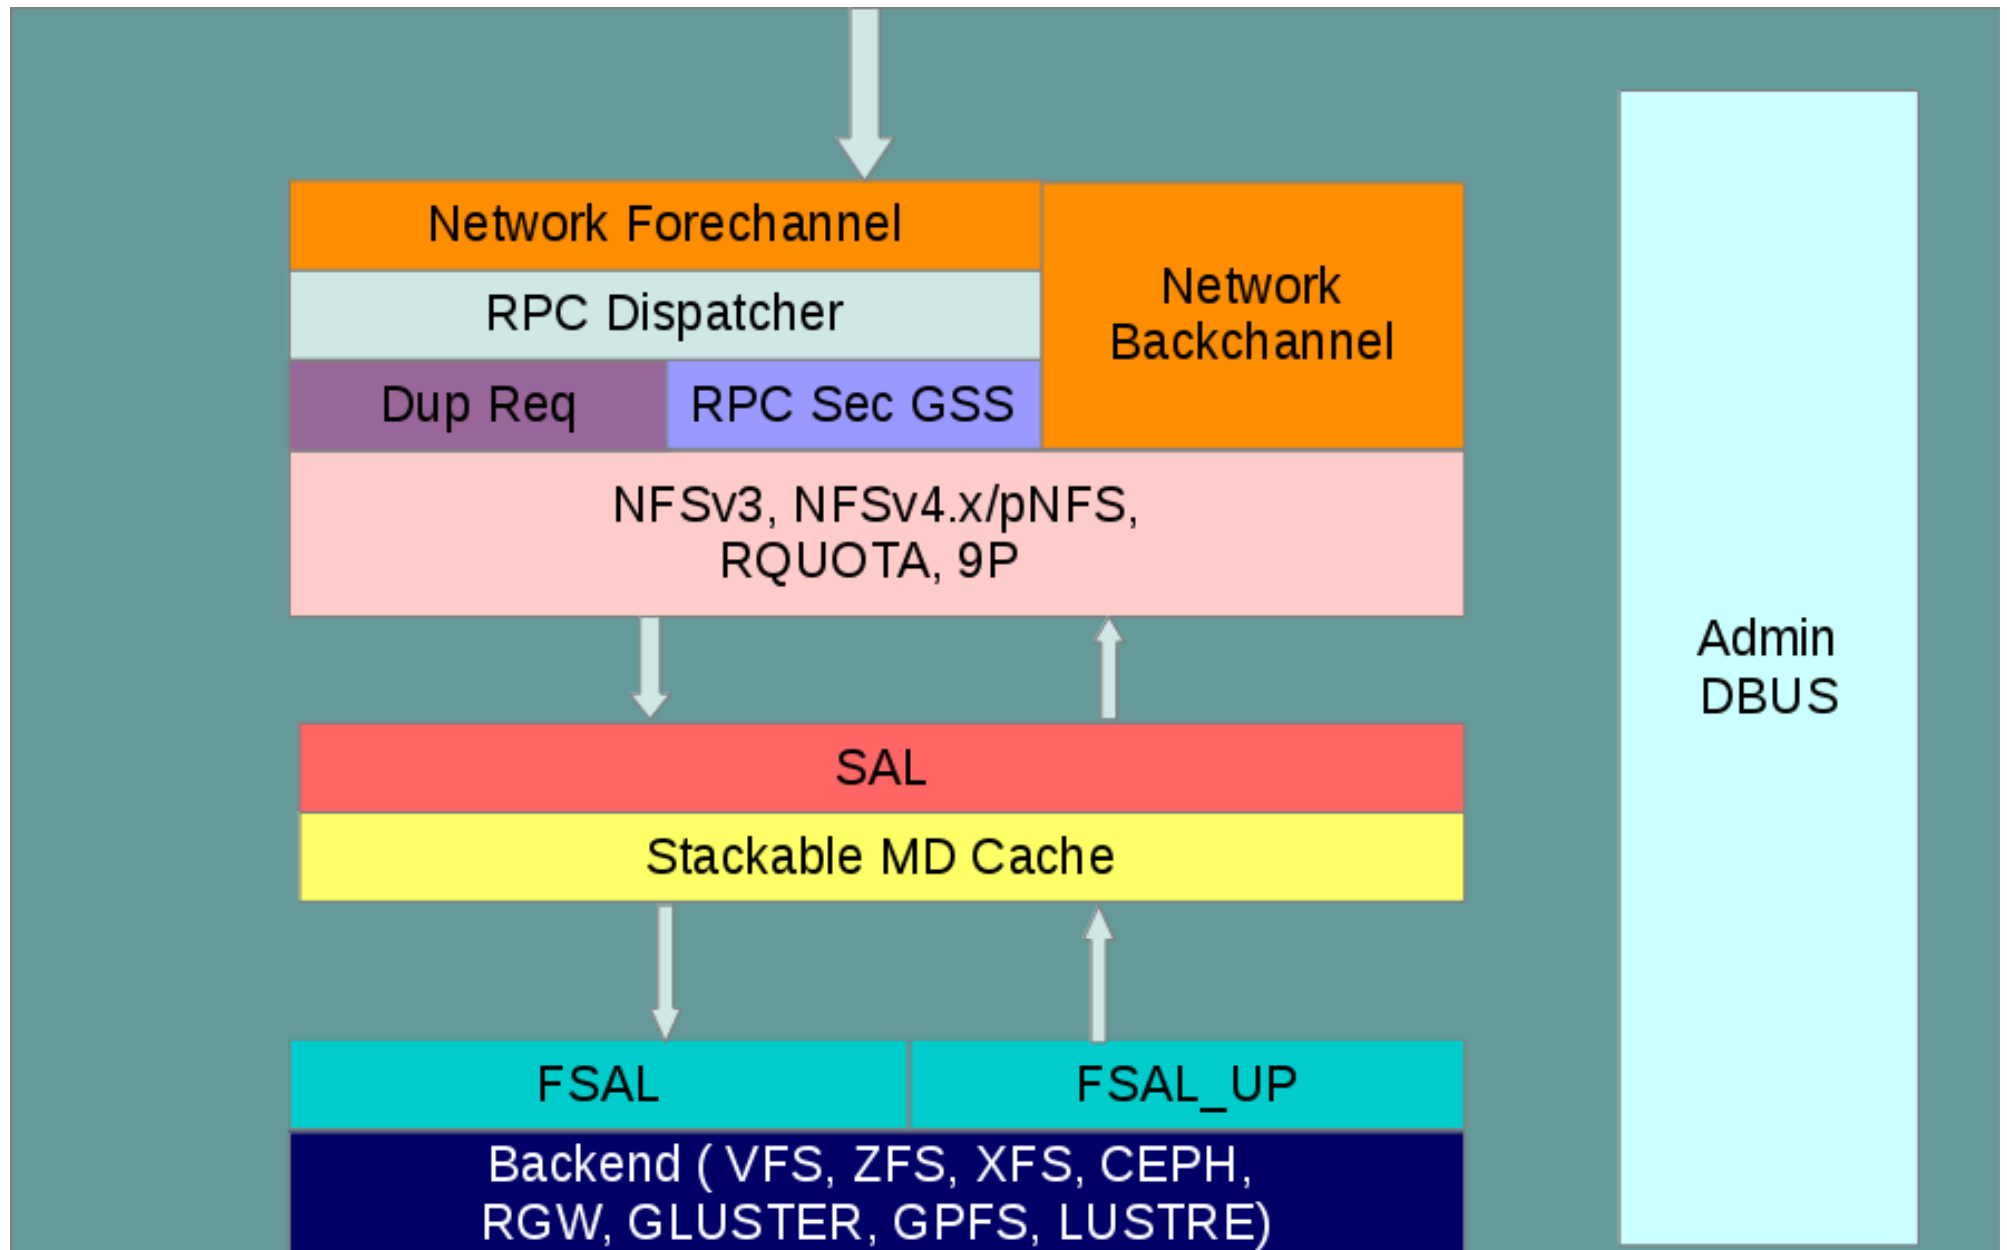 Network Forechannel
RPC Dispatcher
Dup Req
RPC Sec GSS
Network
Backchannel
NFSv3, NFSv4.x/pNFS,
RQUOTA, 9P
SAL
Stackable MD Cache
FSAL
FSAL_UP
Backend ( VFS, ZFS, XFS, CEPH,
RGW, GLUSTER, GPFS, LUSTRE)
Admin
DBUS